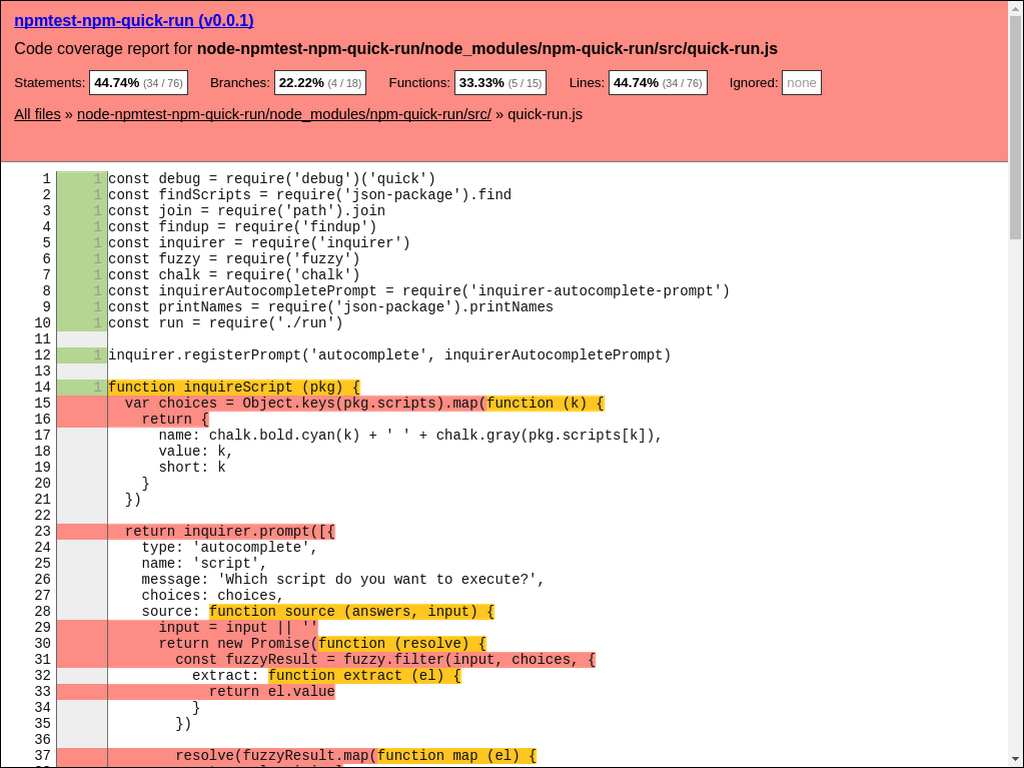 npmtest-npm-quick-run (v0.0.1)
Code coverage report for node-npmtest-npm-quick-run/node_modules/npm-quick-run/src/quick-run.js
Statements: 44.74% (34 / 76) Branches: 22.22% (4 / 18) Functions: 33.33% (5 / 15) Lines: 44.74% (34 / 76) Ignored: none
All files » node-npmtest-npm-quick-run/node_modules/npm-quick-run/src/ » quick-run.js
1 1 const debug = require('debug')('quick')
2 1 const findScripts = require('json-package').find
3 1 const join = require('path').join
4 1 const findup = require('findup')
5 1 const inquirer = require('inquirer')
6 1 const fuzzy = require('fuzzy')
7 1 const chalk = require('chalk')
8 1 const inquirerAutocompletePrompt = require('inquirer-autocomplete-prompt')
9 1 const printNames = require('json-package').printNames
10 1 const run = require('./run')
11
12 1 inquirer.registerPrompt('autocomplete', inquirerAutocompletePrompt)
13
14 1 function inquireScript (pkg) {
15 var choices = Object.keys(pkg.scripts).map(function (k) {
16 return {
17 name: chalk.bold.cyan(k) + ' ' + chalk.gray(pkg.scripts[k]),
18 value: k,
19 short: k
20 }
21 })
22
23 return inquirer.prompt([{
24 type: 'autocomplete',
25 name: 'script',
26 message: 'Which script do you want to execute?',
27 choices: choices,
28 source: function source (answers, input) {
29 input = input || ''
30 return new Promise(function (resolve) {
31 const fuzzyResult = fuzzy.filter(input, choices, {
32 extract: function extract (el) {
33 return el.value
34 }
35 })
36
37 resolve(fuzzyResult.map(function map (el) {